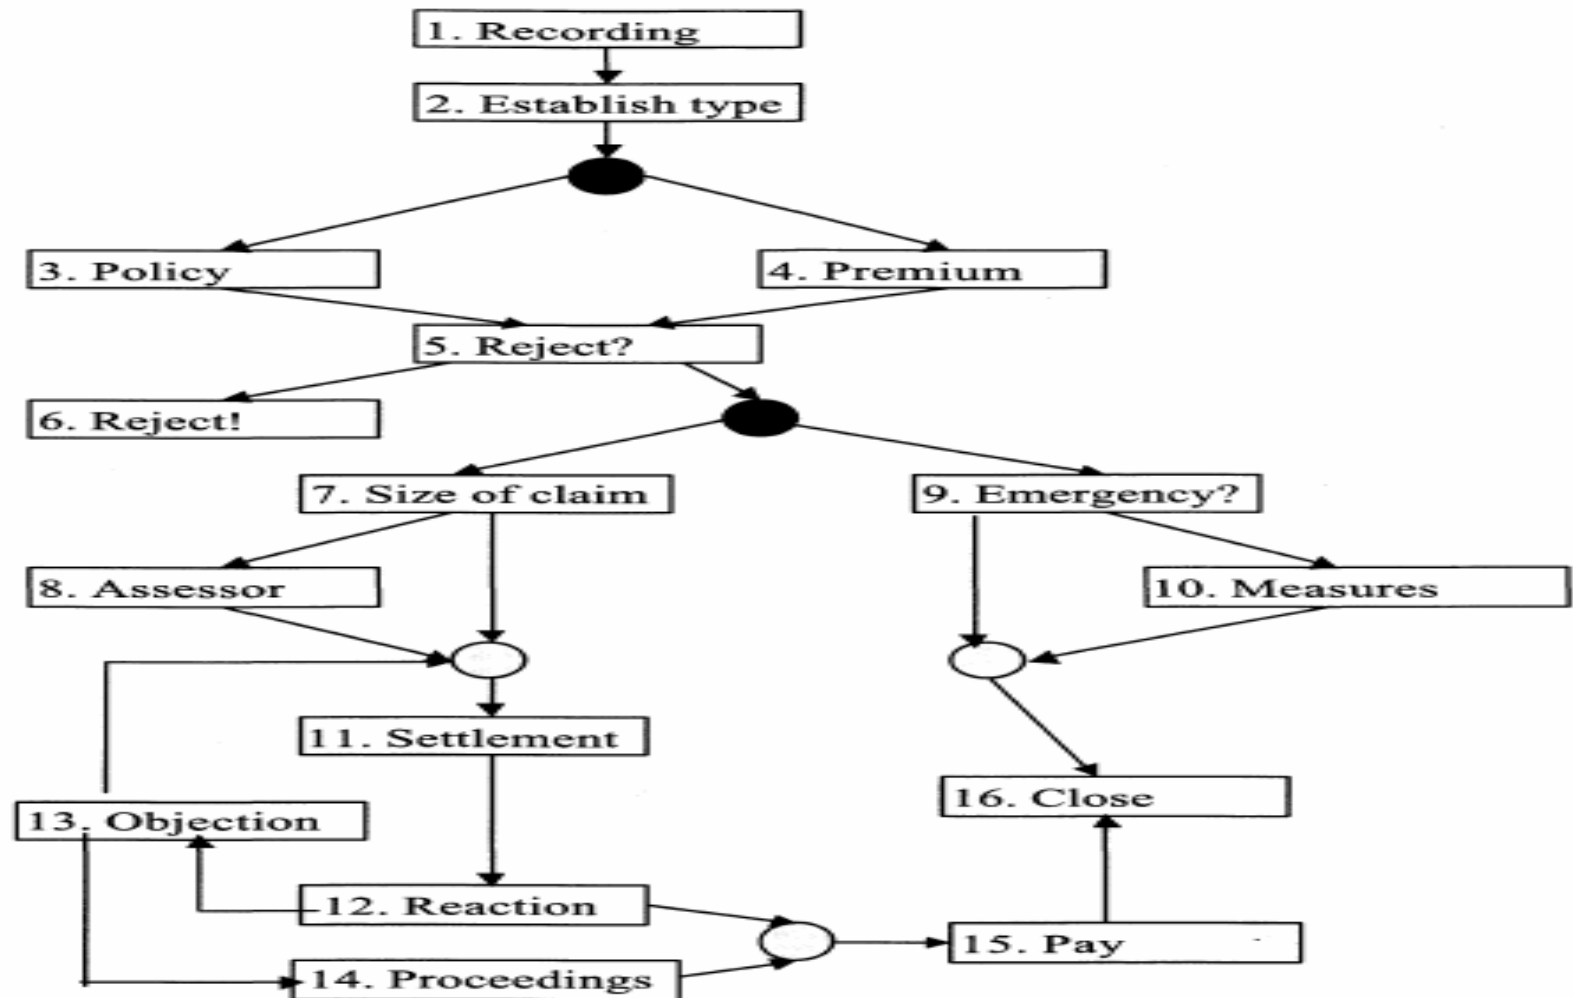 1. Recording
2. Establish type
3. Policy
4. Premium
5. Reject?
6. Reject!
7. Size of claim
9. Emergency?
8. Assessor
10. Measures
11. Settlement
16. Close
13. Objection
12. Reaction
15. Pay
14. Proceedings